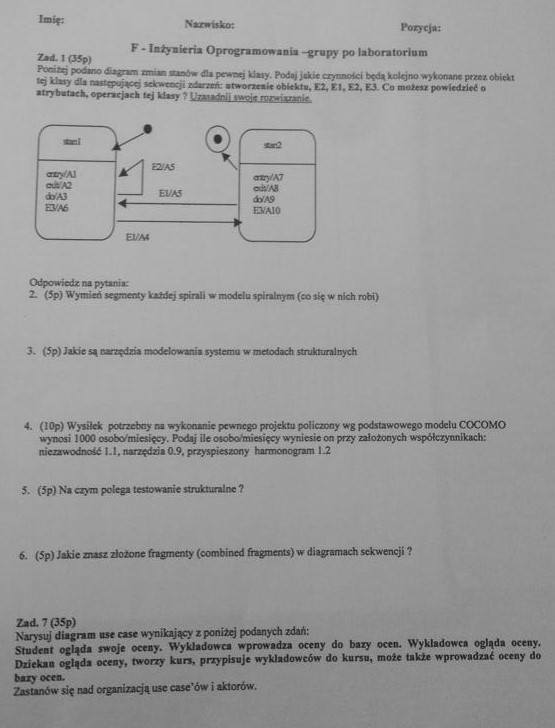 Imię: Nazwisko: Pozycja:
F - Inżynieria Oprogramowania –grupy po laboratorium
Zad. 1 (35p)
Poniżej podano diagram zmian stanów dla pewnej klasy. Podaj jakie czynności będą kolejno wykonane przez obiekt
tej klasy dla następującej sekwencji zdarzeń: utworzenie obiektu, E2, E1, E2, E3. Co możesz powiedzieć o
atrybutach, operacjach tej klasy ? Uzasadnij swoje rozwiązanie.
stan1
entry/A1
exit/A2
do/A3
E3/A6
E2/A5
E1/A5
E1/A4
stan2
entry/A7
exit/A8
do/A9
E3/A10
Odpowiedz na pytania:
2. (5p) Wymień segmenty każdej spirali w modelu spiralnym (co się w nich robi)
3. (5p) Jakie są narzędzia modelowania systemu w metodach strukturalnych
4. (10p) Wysiłek potrzebny na wykonanie pewnego projektu policzony wg podstawowego modelu COCOMO
wynosi 1000 osobo/miesięcy. Podaj ile osobo/miesięcy wyniesie on przy założonych współczynnikach:
niezawodność 1.1, narzędzia 0.9, przyspieszony harmonogram 1.2
5. (5p) Na czym polega testowanie strukturalne ?
6. (5p) Jakie znasz złożone fragmenty (combined fragments) w diagramach sekwencji ?
Zad. 7 (35p)
Narysuj diagram use case wynikający z poniżej podanych zdań:
Student ogląda swoje oceny. Wykładowca wprowadza oceny do bazy ocen. Wykładowca ogląda oceny.
Dziekan ogląda oceny, tworzy kurs, przypisuje wykładowców do kursu, może także wprowadzać oceny do
bazy ocen.
Zastanów się nad organizacją use case'ów i aktorów.